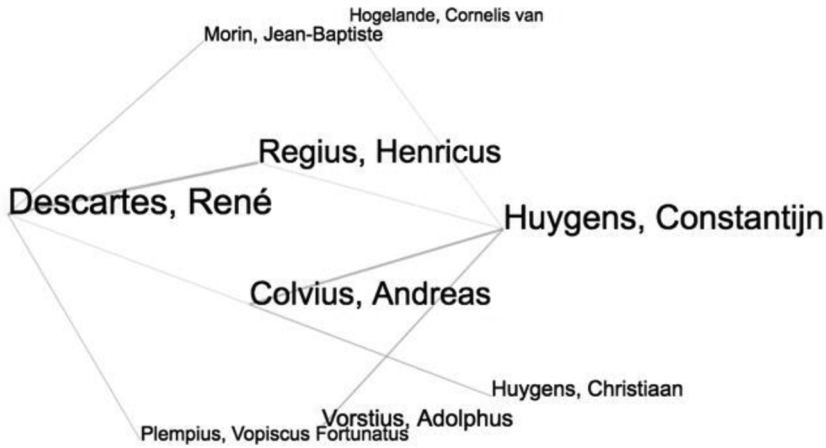 Hogelande, Cornelis van
Morin, Jean-Baptiste
Regius, Henricus
Descartes, René
Huygens, Constantijn
Colvius, Andreas
Huygens, Christiaan
Vorstius, Adolphus
Plempius, Vopiscus Fortunatus